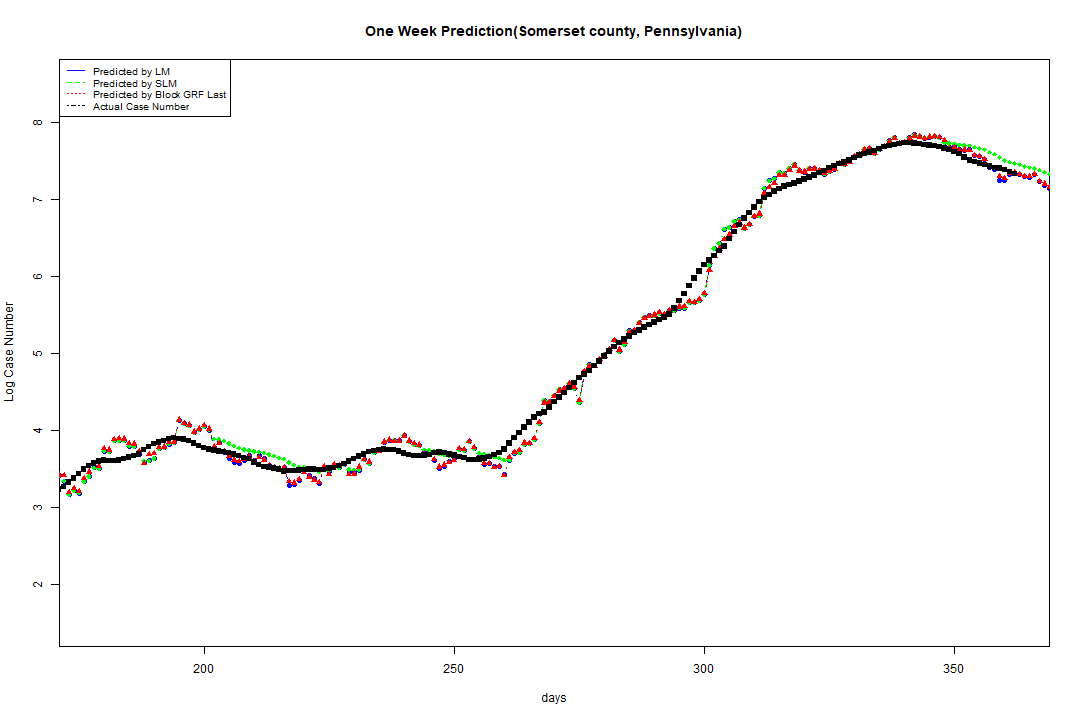 One Week Prediction(Somerset county, Pennsylvania)
Predicted by LM
Predicted by SLM
Predicted by Block GRF Last
Actual Case Number
8
7
6
5
4
3
2
Log Case Number
200 250 300 350
days